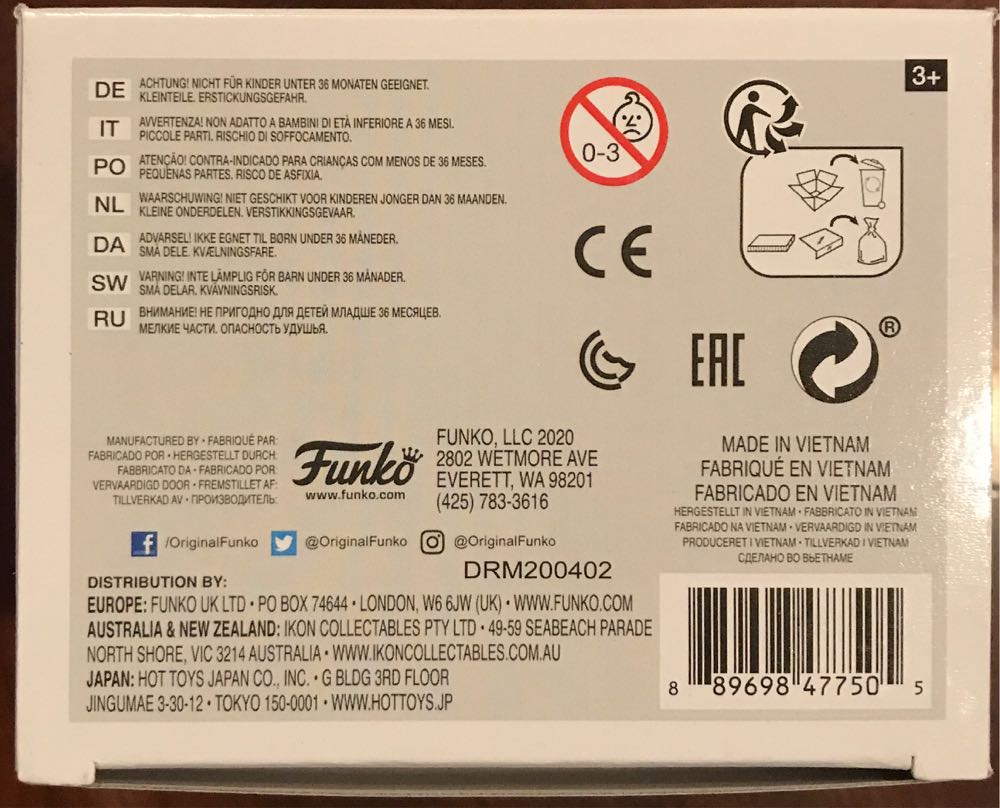 3+
DE ACHTUNG! NICHT FÜR KINDER UNTER 36 MONATEN GEEIGNET.
KLEINTEILE. ERSTICKUNGSGEFAHR.
IT AVVERTENZA! NON ADATTO A BAMBINI DI ETÀ INFERIORE A 36 MESI.
PICCOLE PARTI. RISCHIO DI SOFFOCAMENTO.
PO ATENÇÃO! CONTRA-INDICADO PARA CRIANÇAS COM MENOS DE 36 MESES.
PEQUENAS PARTES. RISCO DE ASFIXIA.
NL WAARSCHUWING! NIET GESCHIKT VOOR KINDEREN JONGER DAN 36 MAANDEN.
KLEINE ONDERDELEN. VERSTIKKINGSGEVAAR.
DA ADVARSEL! IKKE EGNET TIL BØRN UNDER 36 MÅNEDER.
SMÅ DELE. KVÆLNINGSFARE.
SW VARNING! INTE LÄMPLIG FÖR BARN UNDER 36 MÅNADER.
SMÅ DELAR. KVÄVNINGSRISK.
RU ВНИМАНИЕ! НЕ ПРИГОДНО ДЛЯ ДЕТЕЙ МЛАДШЕ 36 МЕСЯЦЕВ.
МЕЛКИЕ ЧАСТИ. ОПАСНОСТЬ УДУШЬЯ.
0-3
CE
EAC
®
MANUFACTURED BY • FABRIQUÉ PAR:
FABRICADO POR • HERGESTELLT DURCH:
FABBRICATO DA • FABRICADO POR:
VERVAARDIGD DOOR • FREMSTILLET AF:
TILLVERKAD AV • ПРОИЗВОДИТЕЛЬ:
Funko
www.funko.com
FUNKO, LLC 2020
2802 WETMORE AVE
EVERETT, WA 98201
(425) 783-3616
MADE IN VIETNAM
FABRIQUÉ EN VIETNAM
FABRICADO EN VIETNAM
HERGESTELLT IN VIETNAM • FABBRICATO IN VIETNAM
FABRICADO NA VIETNAM • VERVAARDIGD IN VIETNAM
PRODUCERET I VIETNAM • TILLVERKAD I VIETNAM
СДЕЛАНО ВО ВЬЕТНАМЕ
/OriginalFunko @OriginalFunko @OriginalFunko
DRM200402
DISTRIBUTION BY:
EUROPE: FUNKO UK LTD • PO BOX 74644 • LONDON, W6 6JW (UK) • WWW.FUNKO.COM
AUSTRALIA & NEW ZEALAND: IKON COLLECTABLES PTY LTD • 49-59 SEABEACH PARADE
NORTH SHORE, VIC 3214 AUSTRALIA • WWW.IKONCOLLECTABLES.COM.AU
JAPAN: HOT TOYS JAPAN CO., INC. • G BLDG 3RD FLOOR
JINGUMAE 3-30-12 • TOKYO 150-0001 • WWW.HOTTOYS.JP
8 89698 47750 5